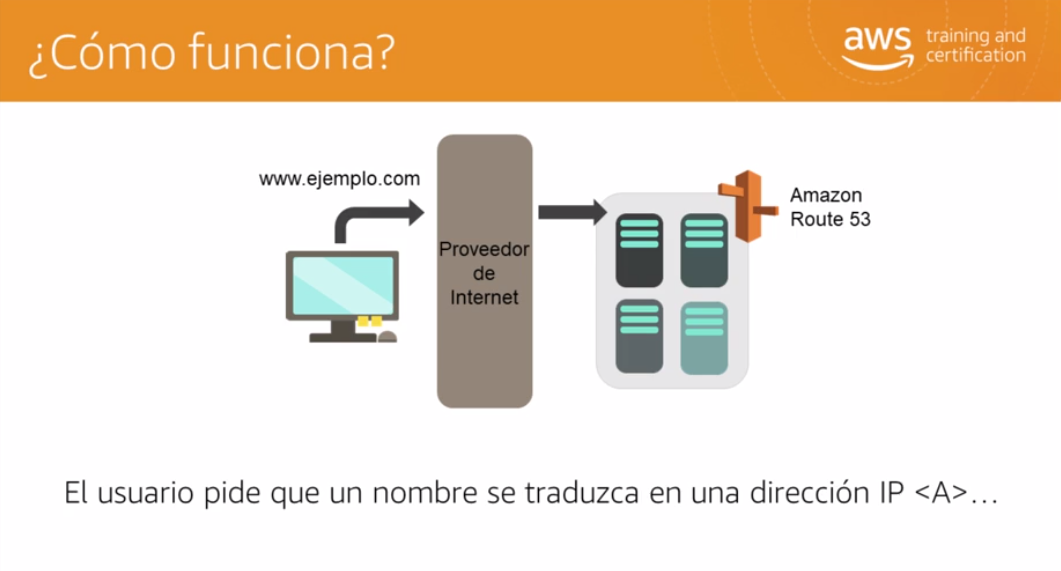 ¿Cómo funciona?
aws training and
certification
www.ejemplo.com
Proveedor
de
Internet
Amazon
Route 53
El usuario pide que un nombre se traduzca en una dirección IP <A>...